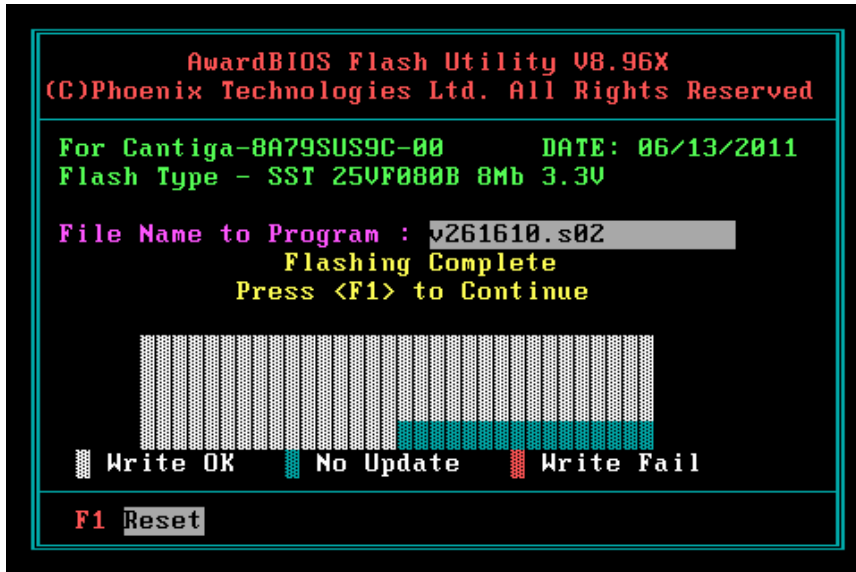 AwardBIOS Flash Utility V8.96X
(C)Phoenix Technologies Ltd. All Rights Reserved
For Cantiga-8A79SUS9C-00 DATE: 06/13/2011
Flash Type - SST 25VF080B 8Mb 3.3V
File Name to Program : v261610.s02
Flashing Complete
Press <F1> to Continue
Write OK No Update Write Fail
F1 Reset